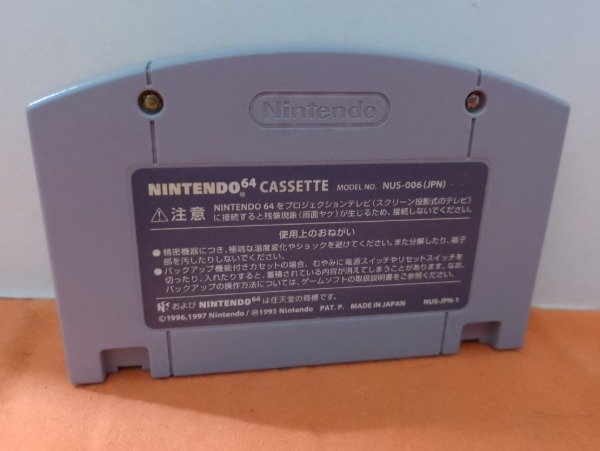 Nintendo
NINTENDO64 CASSETTE MODEL NO. NUS-006(JPN)
⚠注意 NINTENDO 64をプロジェクションテレビ(スクリーン投影式のテレビ)
に接続すると残像現象(画面ヤケ)が生じるため、接続しないでください。
使用上のおねがい
●精密機器につき、極端な温度変化やショックを避けてください。また分解したり、端子
部を汚したりしないでください。
●バックアップ機能付きカセットの場合、むやみに電源スイッチやリセットスイッチを
切ったり、入れたりすると、蓄積されている内容が消えてしまうことがあります。なお、
バックアップの操作方法については、ゲームソフトの取扱説明書をご参照ください。
および NINTENDO64 は任天堂の商標です。
©1996,1997 Nintendo/Ⓜ1995 Nintendo PAT. P. MADE IN JAPAN NUS-JPN-1